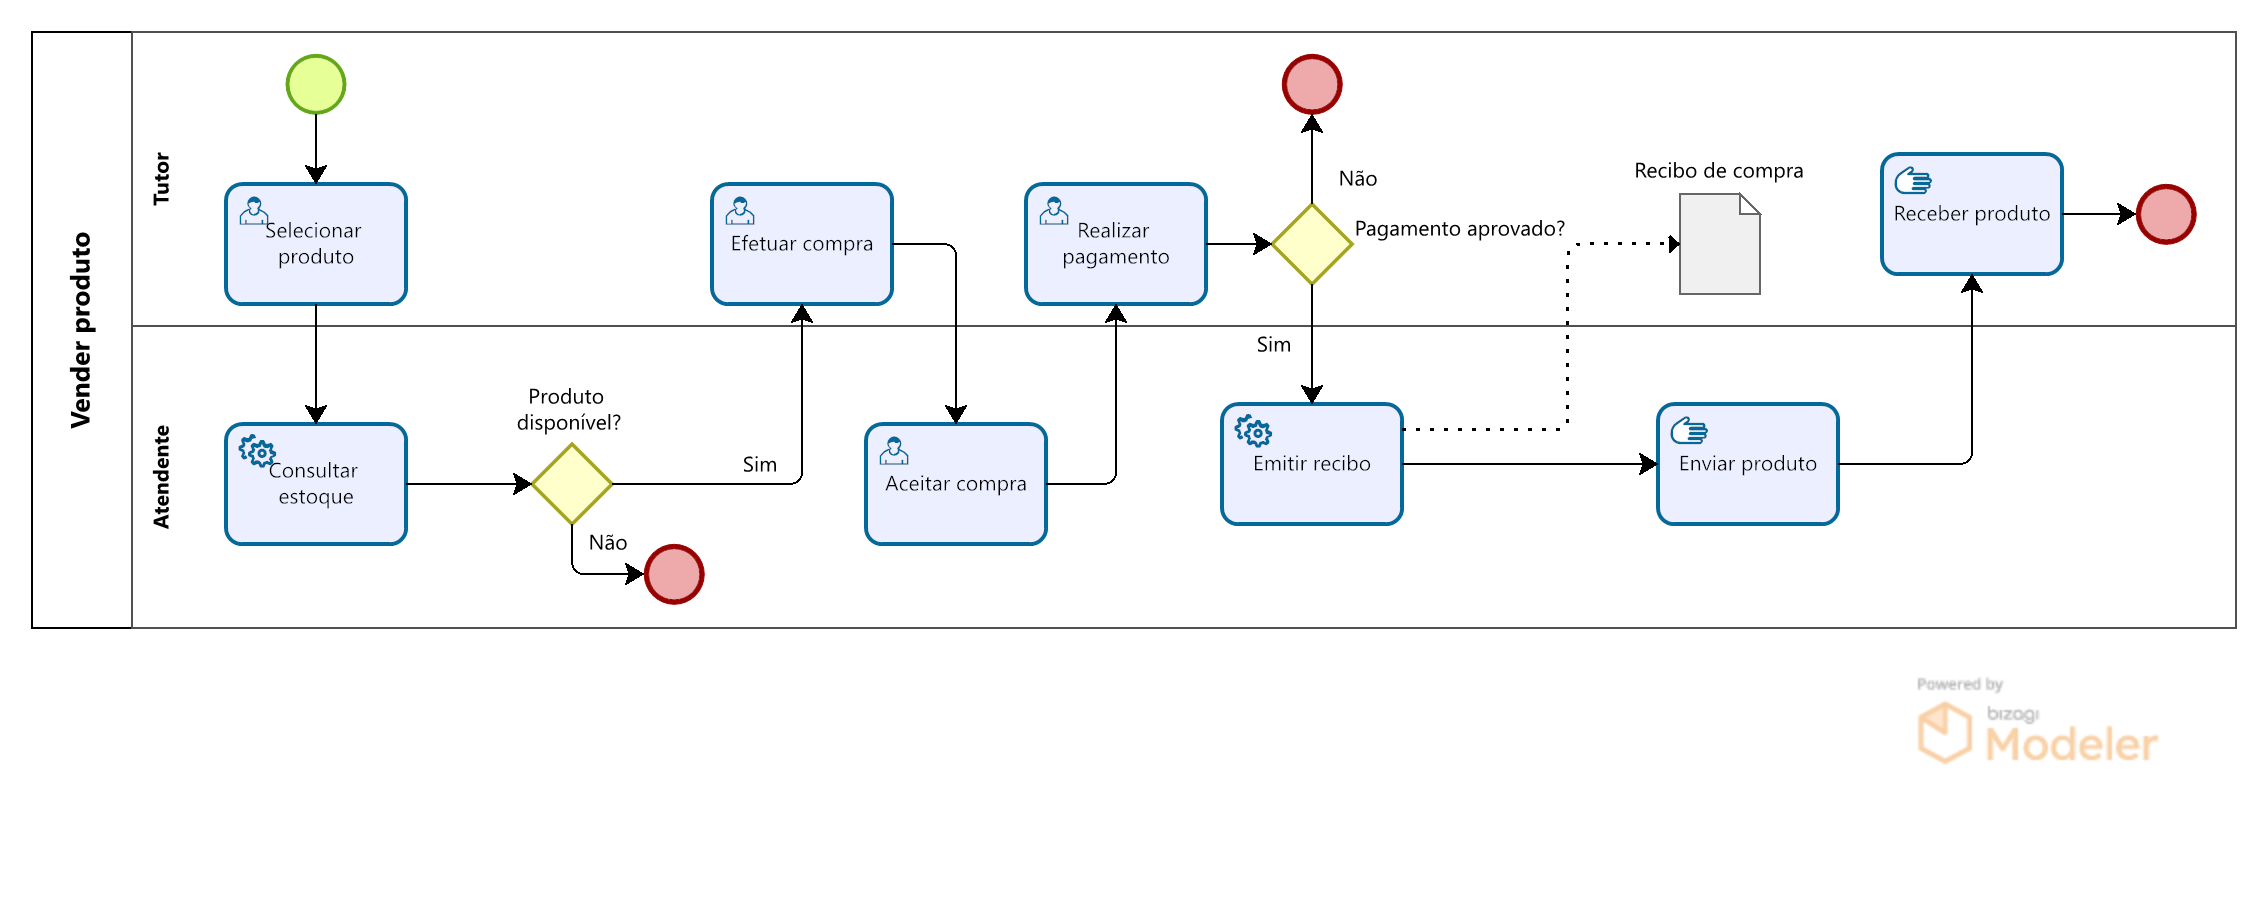 Vender produto
Tutor
Selecionar
produto
Efetuar compra
Realizar
pagamento
Não
Pagamento aprovado?
Recibo de compra
Receber produto
Atendente
Consultar
estoque
Produto
disponível?
Sim
Não
Aceitar compra
Sim
Emitir recibo
Enviar produto
Powered by
bizagi
Modeler